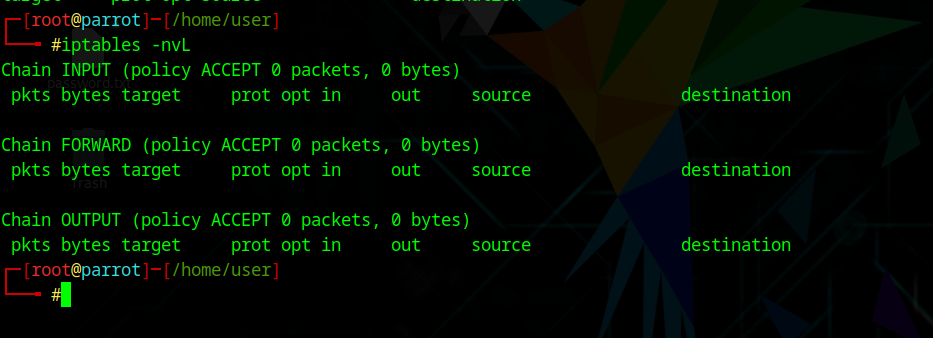 ┌─[root@parrot]─[/home/user]
└──╼ #iptables -nvL
Chain INPUT (policy ACCEPT 0 packets, 0 bytes)
 pkts bytes target     prot opt in     out     source               destination

Chain FORWARD (policy ACCEPT 0 packets, 0 bytes)
 pkts bytes target     prot opt in     out     source               destination

Chain OUTPUT (policy ACCEPT 0 packets, 0 bytes)
 pkts bytes target     prot opt in     out     source               destination
┌─[root@parrot]─[/home/user]
└──╼ #